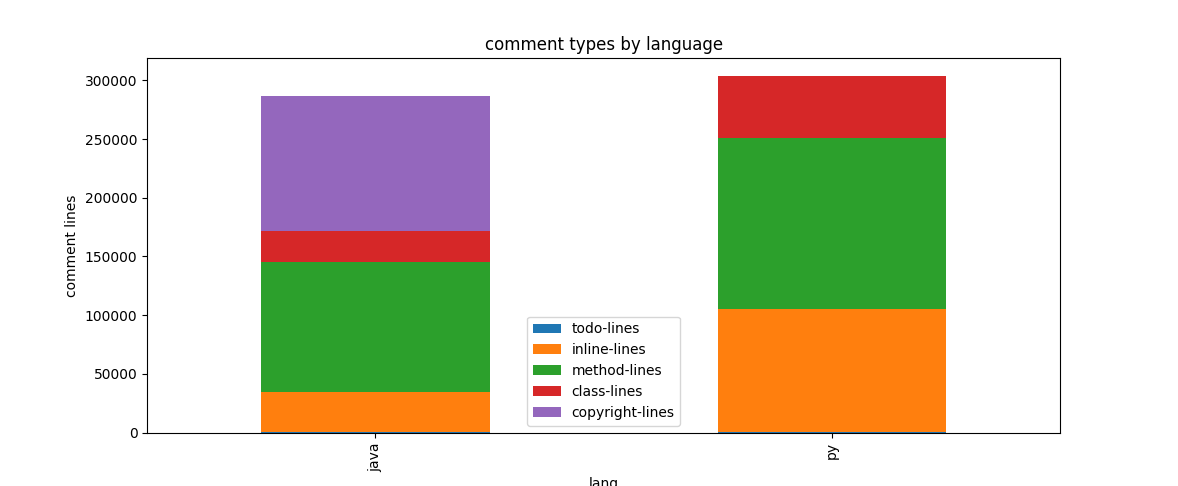 comment types by language
300000
250000
200000
150000
100000
50000
0
comment lines
todo-lines
inline-lines
method-lines
class-lines
copyright-lines
java
py
lang